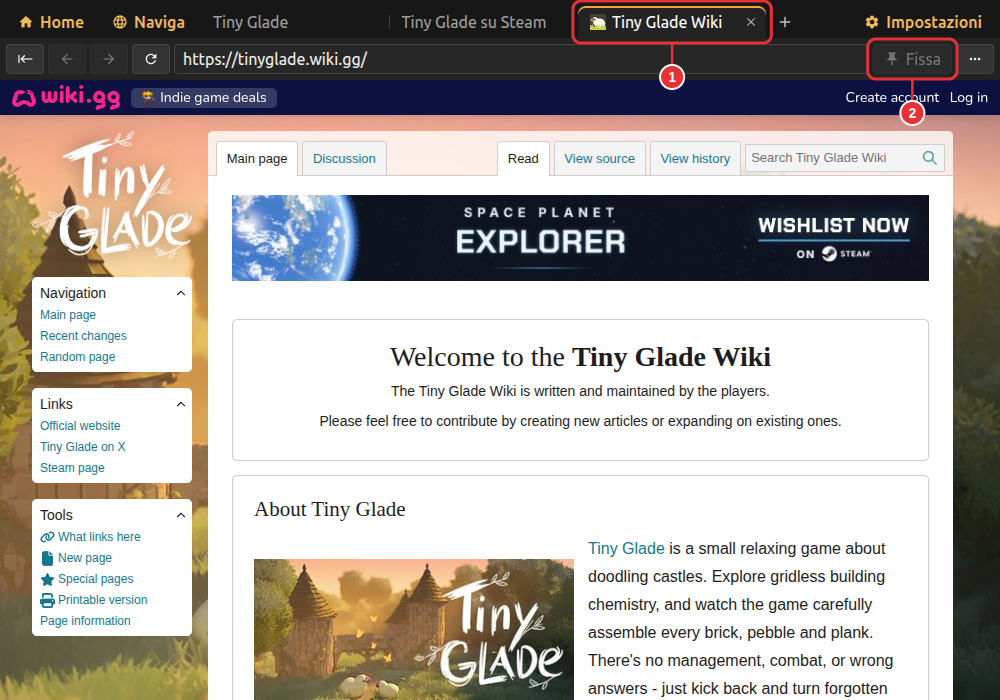 Home Naviga Tiny Glade Tiny Glade su Steam Tiny Glade Wiki Impostazioni
https://tinyglade.wiki.gg/ Fissa
1
wiki.gg Indie game deals Create account Log in
2
Tiny GLADE
Main page Discussion Read View source View history Search Tiny Glade Wiki
SPACE PLANET
EXPLORER
WISHLIST NOW
ON STEAM
Navigation
Main page
Recent changes
Random page
Links
Official website
Tiny Glade on X
Steam page
Tools
What links here
New page
Special pages
Printable version
Page information
Welcome to the Tiny Glade Wiki
The Tiny Glade Wiki is written and maintained by the players.
Please feel free to contribute by creating new articles or expanding on existing ones.
About Tiny Glade
Tiny GLADE
Tiny Glade is a small relaxing game about
doodling castles. Explore gridless building
chemistry, and watch the game carefully
assemble every brick, pebble and plank.
There's no management, combat, or wrong
answers - just kick back and turn forgotten